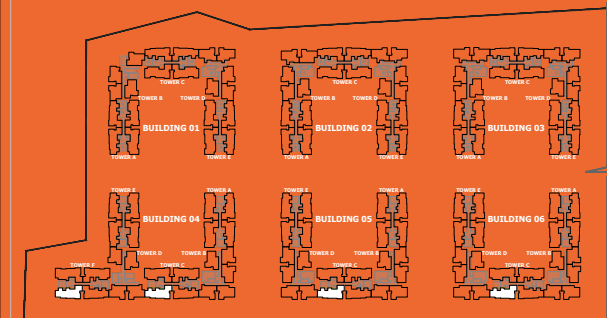 TOWER C TOWER C TOWER C
TOWER B TOWER D TOWER B TOWER D TOWER B TOWER D
BUILDING 01 BUILDING 02 BUILDING 03
TOWER A TOWER E TOWER A TOWER E TOWER A TOWER E
TOWER E TOWER A TOWER E TOWER A TOWER E TOWER A
BUILDING 04 BUILDING 05 BUILDING 06
TOWER D TOWER B TOWER D TOWER B TOWER D TOWER B
TOWER F TOWER C TOWER C TOWER C